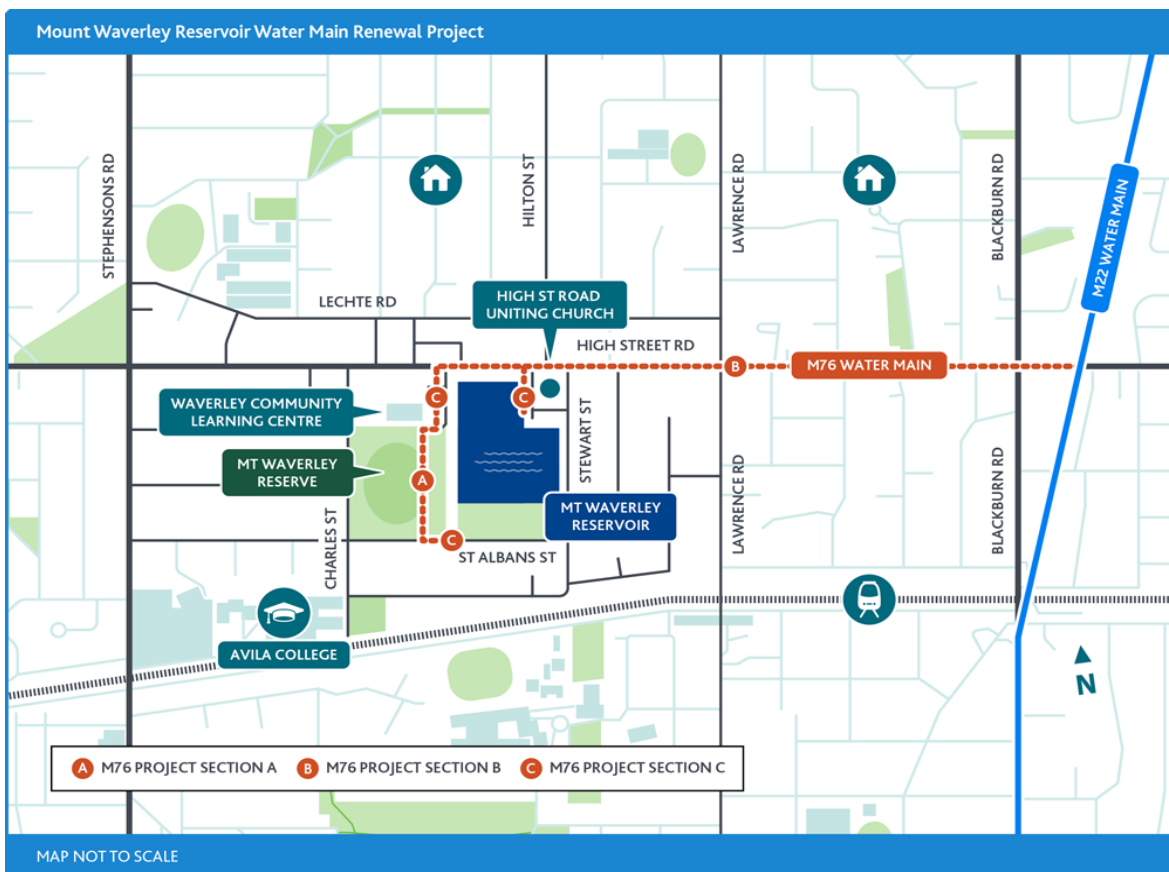 Mount Waverley Reservoir Water Main Renewal Project
STEPHENSONS RD
HILTON ST
LAWRENCE RD
BLACKBURN RD
M22 WATER MAIN
LECHTE RD
HIGH ST ROAD
UNITING CHURCH
HIGH STREET RD
B
M76 WATER MAIN
C
C
WAVERLEY COMMUNITY
LEARNING CENTRE
STEWART ST
MT WAVERLEY
RESERVE
A
MT WAVERLEY
RESERVOIR
LAWRENCE RD
BLACKBURN RD
CHARLES ST
C
ST ALBANS ST
AVILA COLLEGE
N
A M76 PROJECT SECTION A
B M76 PROJECT SECTION B
C M76 PROJECT SECTION C
MAP NOT TO SCALE